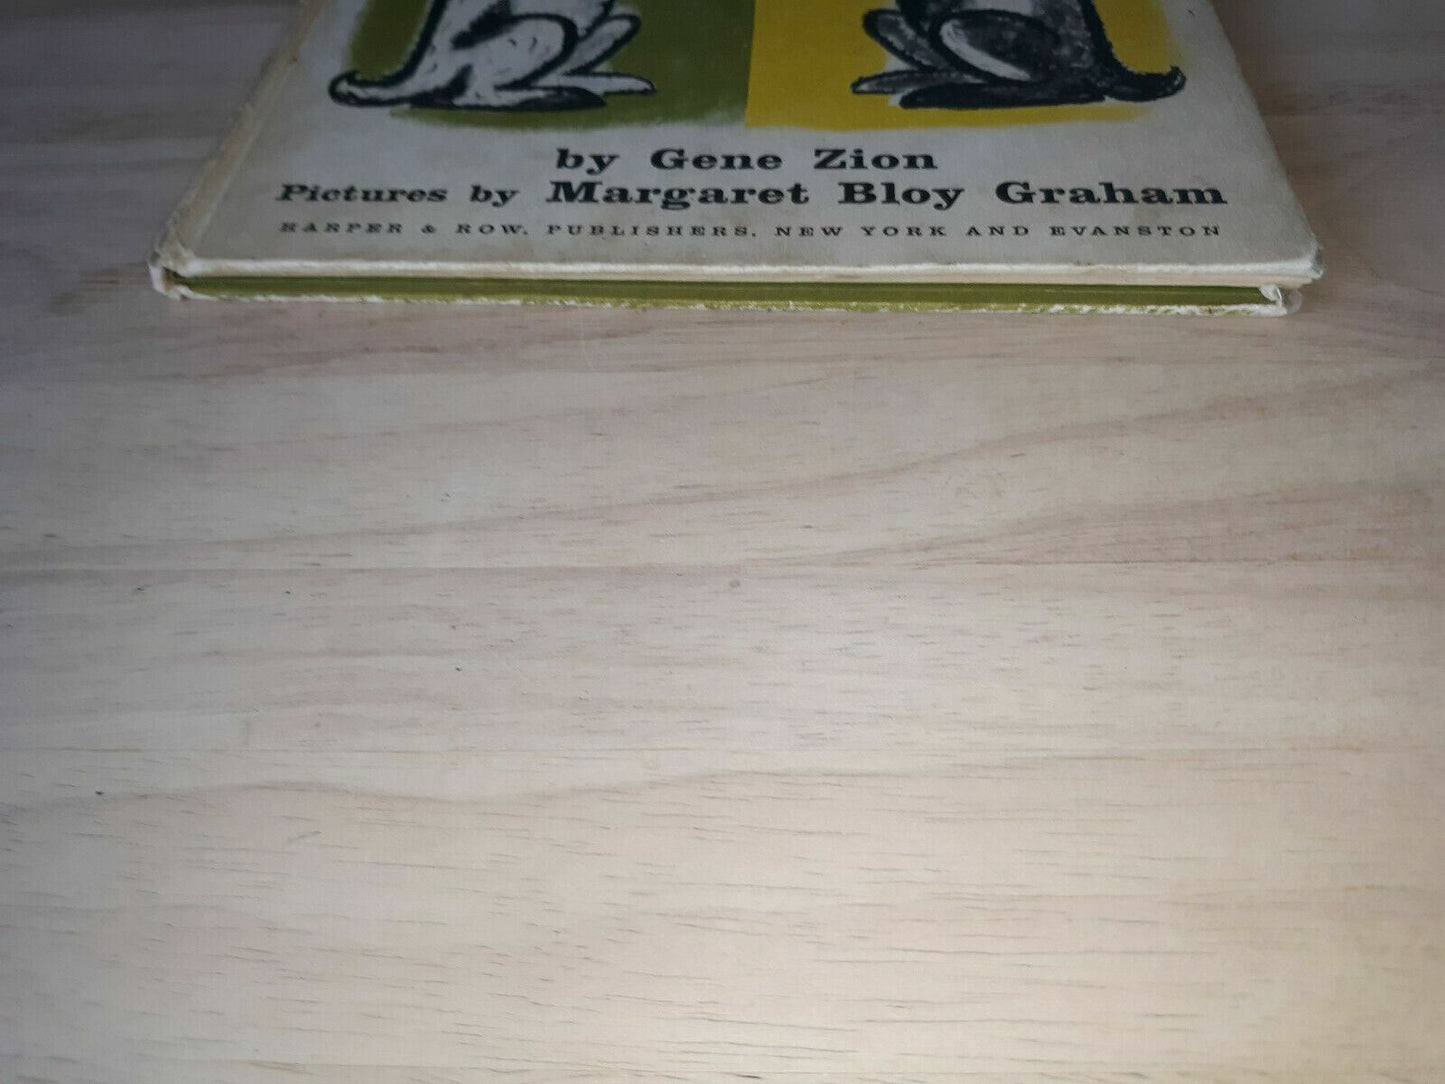 by Gene Zion
Pictures by Margaret Bloy Graham
HARPER & ROW, PUBLISHERS, NEW YORK AND EVANSTON